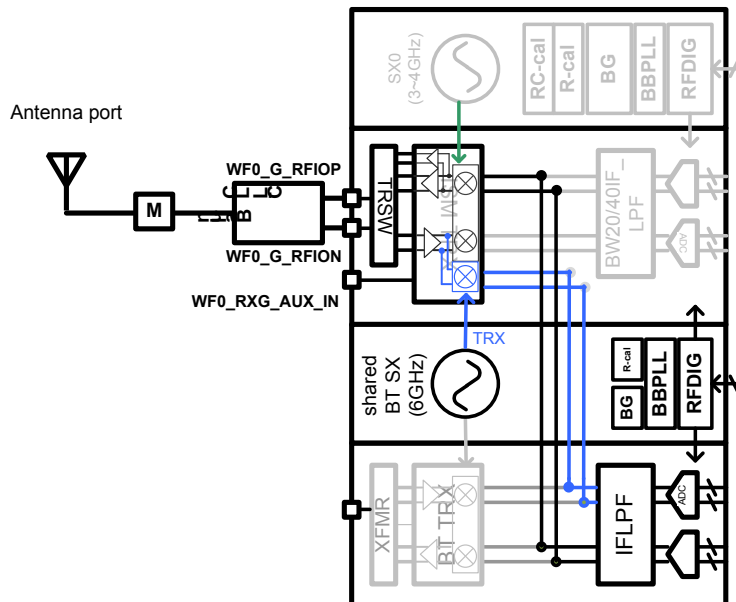 SX0
(3~4GHz)
RC-cal
R-cal
BG
BBPLL
RFDIG
Antenna port
WF0_G_RFIOP
M
TRSW
BW20/40IF_
LPF
ADC
WF0_G_RFION
WF0_RXG_AUX_IN
TRX
shared
BT SX
(6GHz)
R-cal
BG
BBPLL
RFDIG
XFMR
BT TRX
IFLPF
ADC